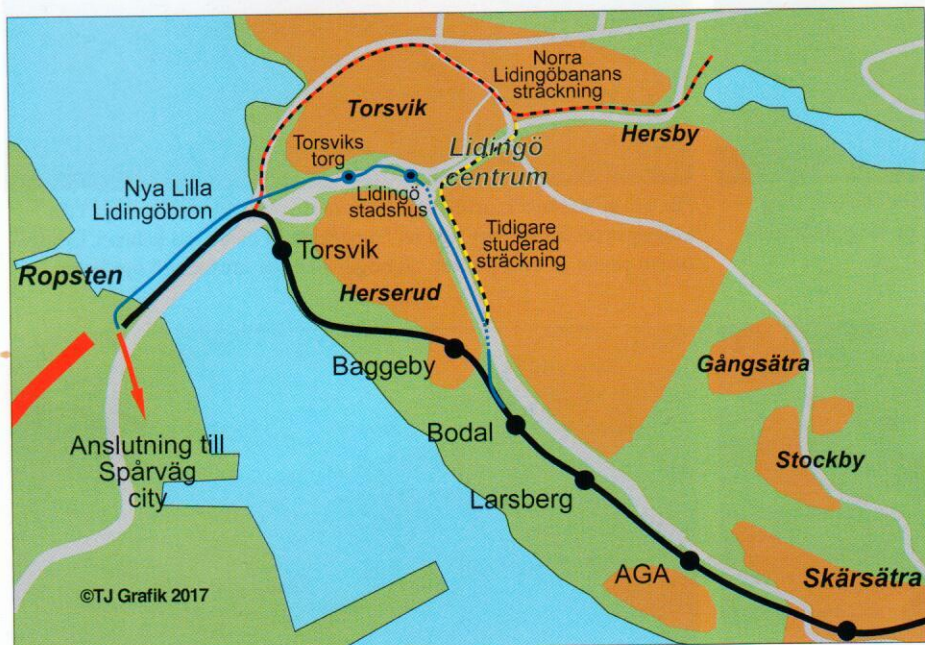 Norra
Lidingöbanans
sträckning
Torsvik
Hersby
Torsviks
torg
Lidingö
centrum
Nya Lilla
Lidingöbron
Lidingö
stadshus
Tidigare
studerad
sträckning
Ropsten
Torsvik
Herserud
Baggeby
Gångsätra
Bodal
Anslutning till
Spårväg
city
Stockby
Larsberg
AGA
Skärsätra
©TJ Grafik 2017